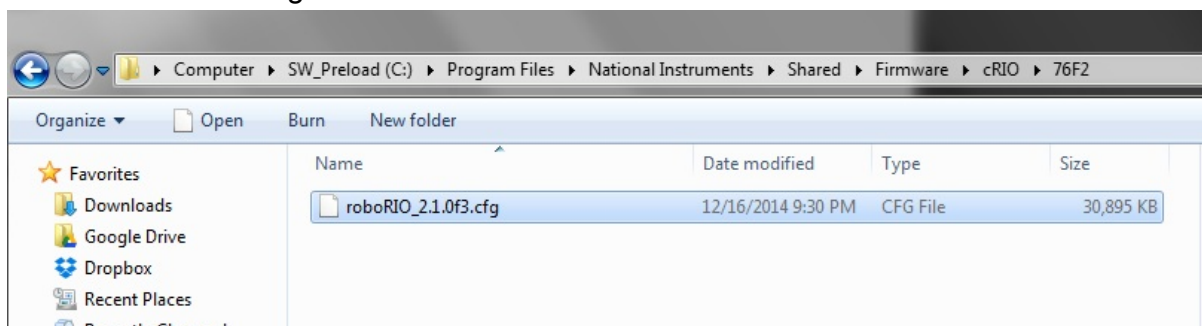 Computer SW_Preload (C:) Program Files National Instruments Shared Firmware cRIO 76F2
Organize Open Burn New folder
Favorites
Downloads
Google Drive
Dropbox
Recent Places
Name Date modified Type Size
roboRIO_2.1.0f3.cfg 12/16/2014 9:30 PM CFG File 30,895 KB